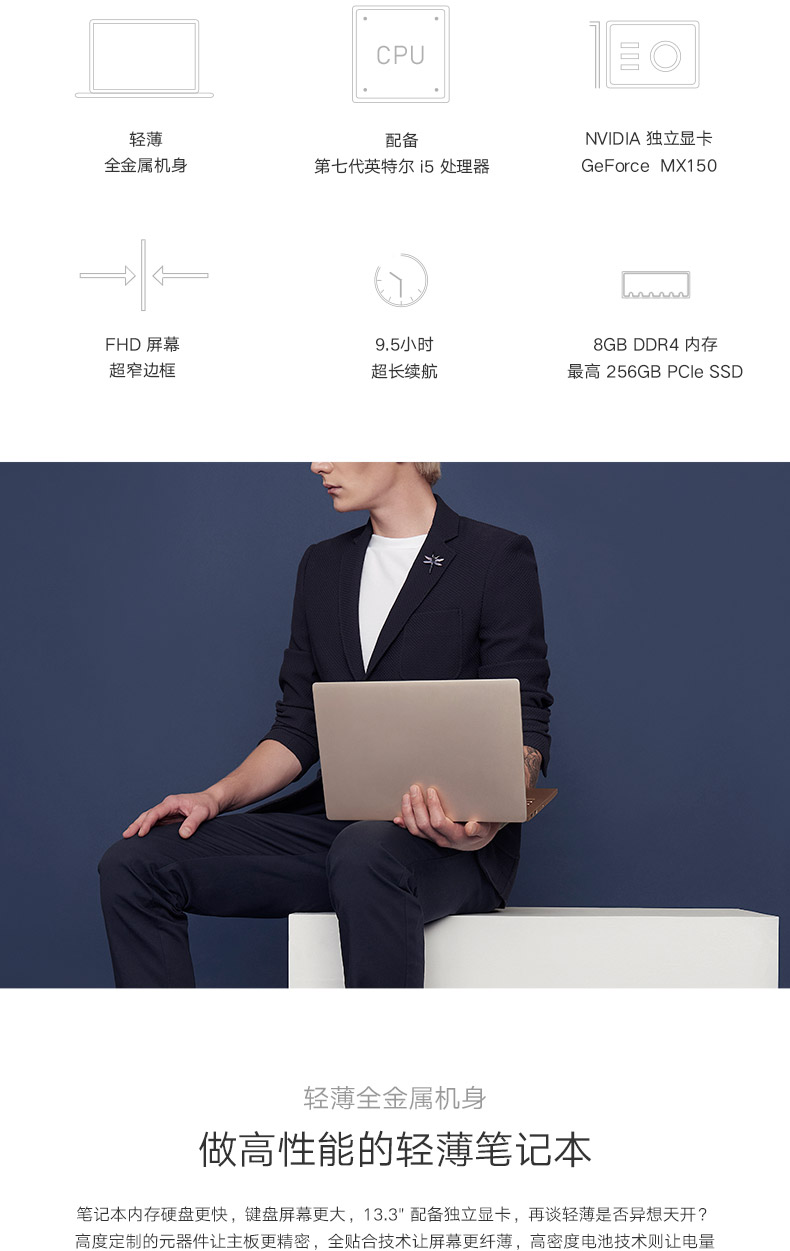 CPU
轻薄
全金属机身
配备
第七代英特尔 i5 处理器
NVIDIA 独立显卡
GeForce MX150
FHD 屏幕
超窄边框
9.5小时
超长续航
8GB DDR4 内存
最高 256GB PCIe SSD
轻薄全金属机身
做高性能的轻薄笔记本
笔记本内存硬盘更快，键盘屏幕更大，13.3" 配备独立显卡，再谈轻薄是否异想天开？
高度定制的元器件让主板更精密，全贴合技术让屏幕更纤薄，高密度电池技术则让电量